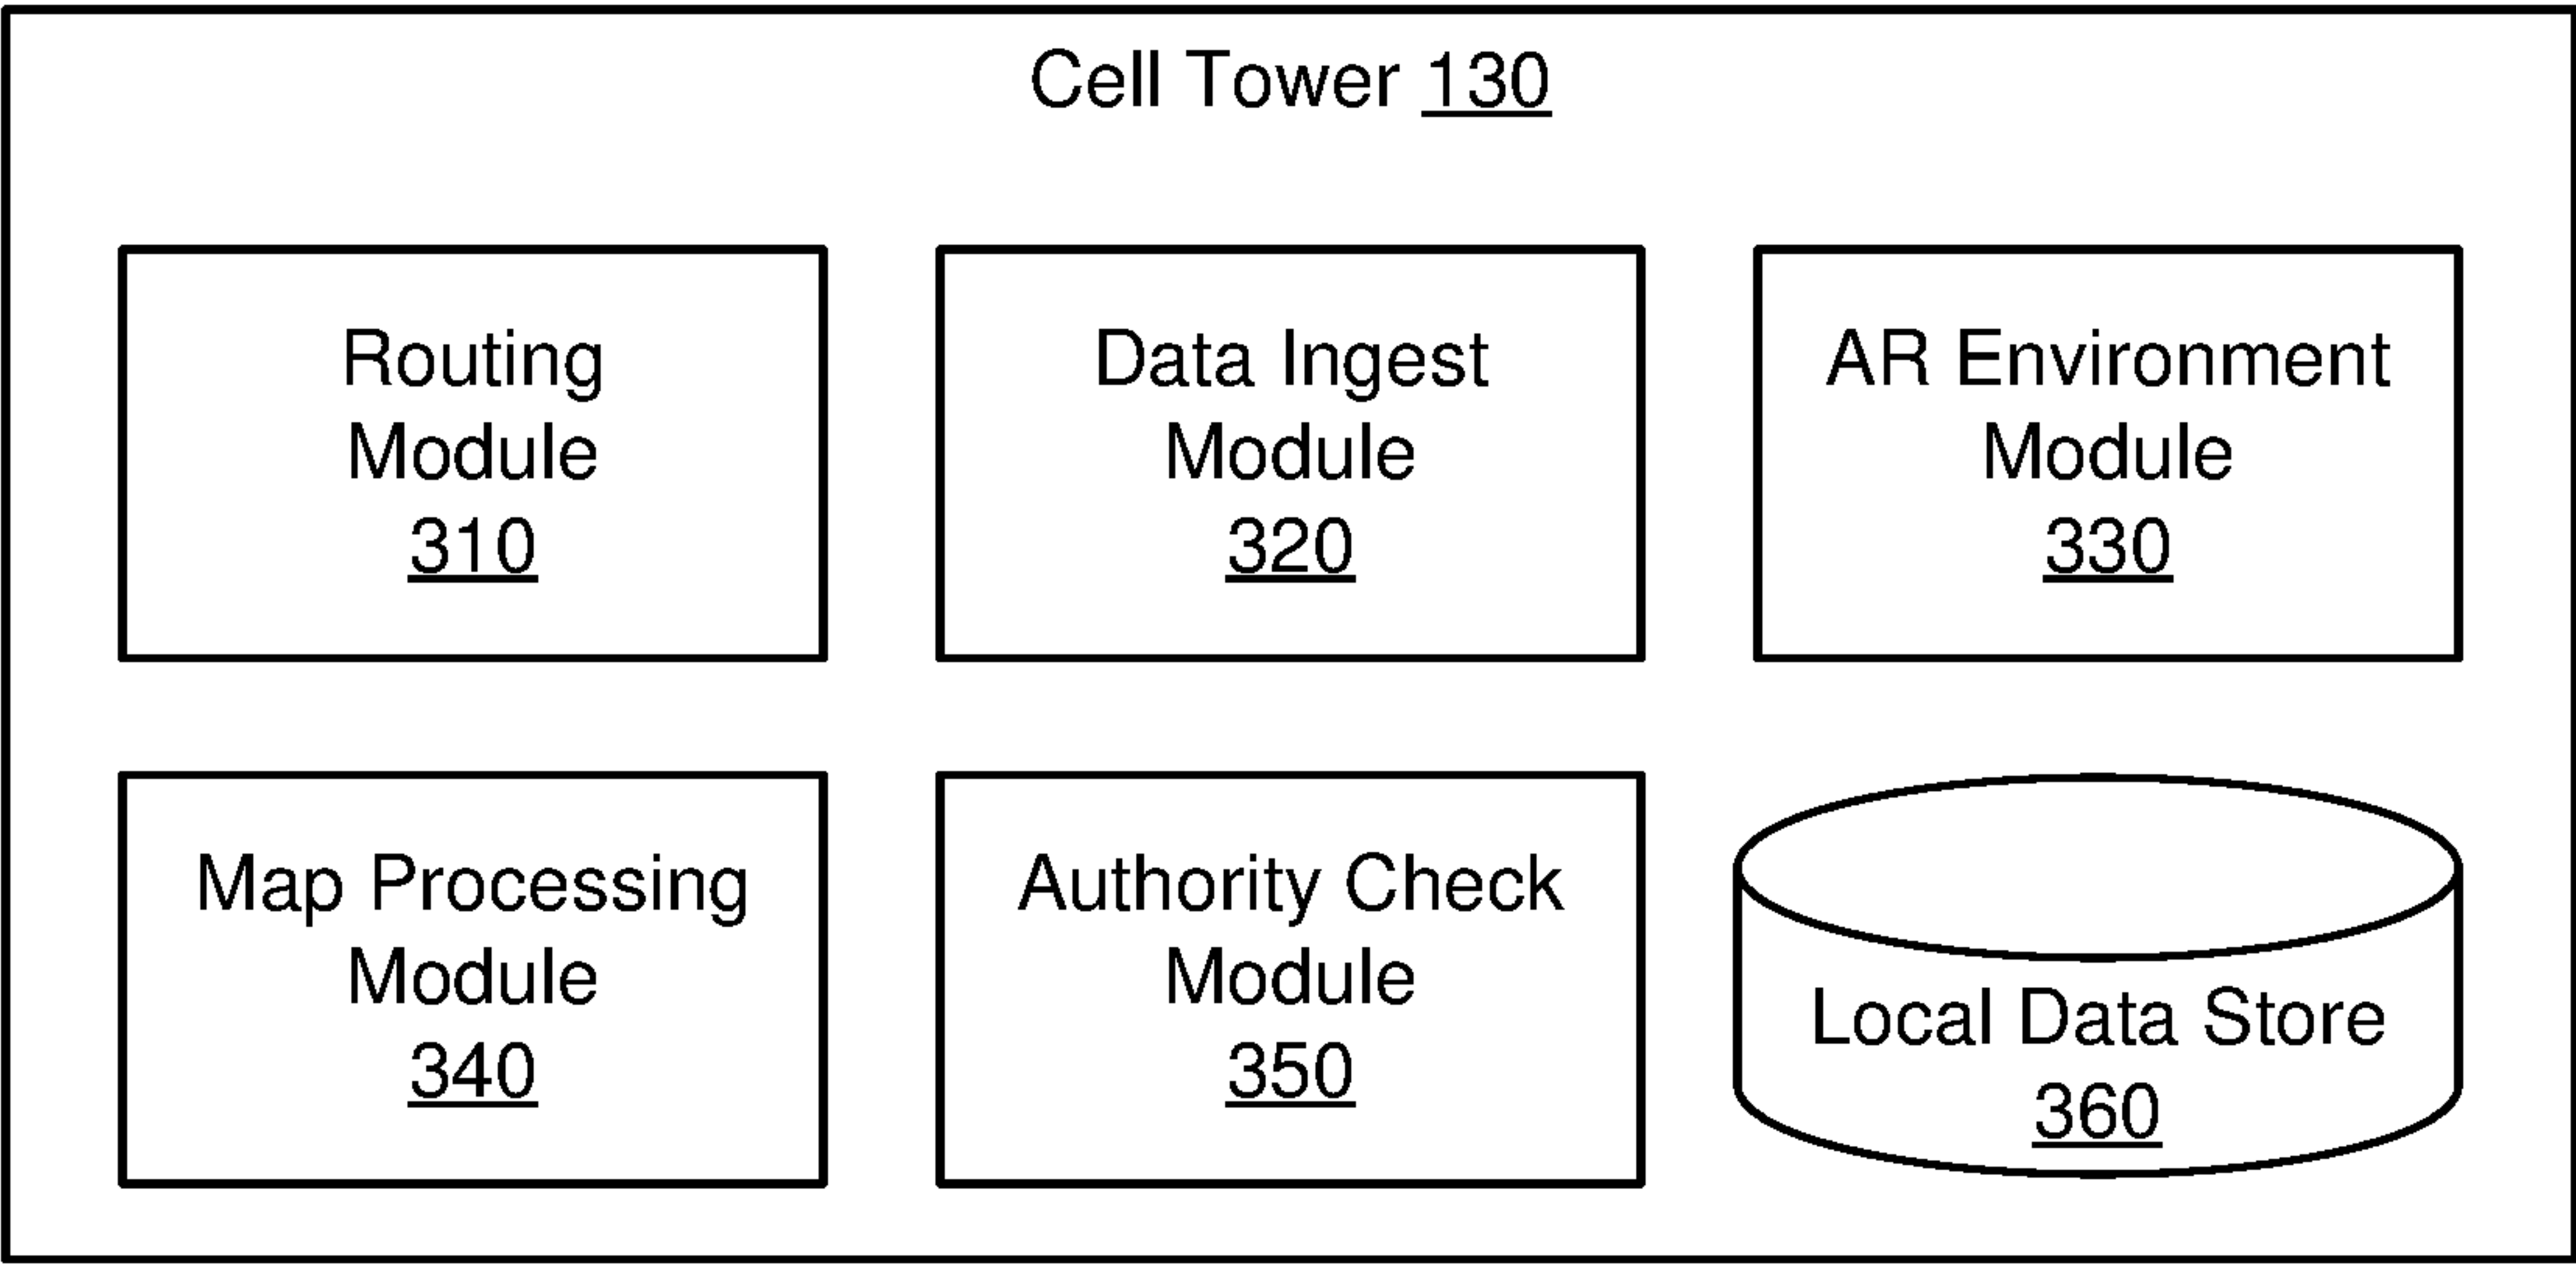 Cell Tower 130
Routing
Module
310
Data Ingest
Module
320
AR Environment
Module
330
Map Processing
Module
340
Authority Check
Module
350
Local Data Store
360